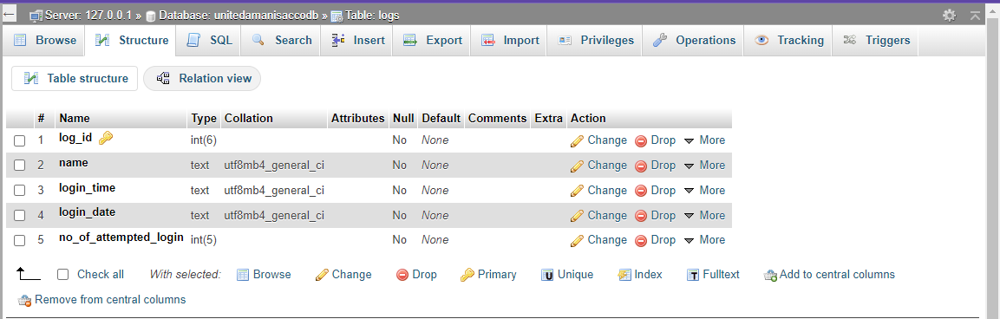 Server: 127.0.0.1 » Database: unitedamanisaccodb » Table: logs
Browse Structure SQL Search Insert Export Import Privileges Operations Tracking Triggers
Table structure Relation view
# Name Type Collation Attributes Null Default Comments Extra Action
1 log_id int(6) No None Change Drop More
2 name text utf8mb4_general_ci No None Change Drop More
3 login_time text utf8mb4_general_ci No None Change Drop More
4 login_date text utf8mb4_general_ci No None Change Drop More
5 no_of_attempted_login int(5) No None Change Drop More
Check all With selected: Browse Change Drop Primary Unique Index Fulltext Add to central columns
Remove from central columns